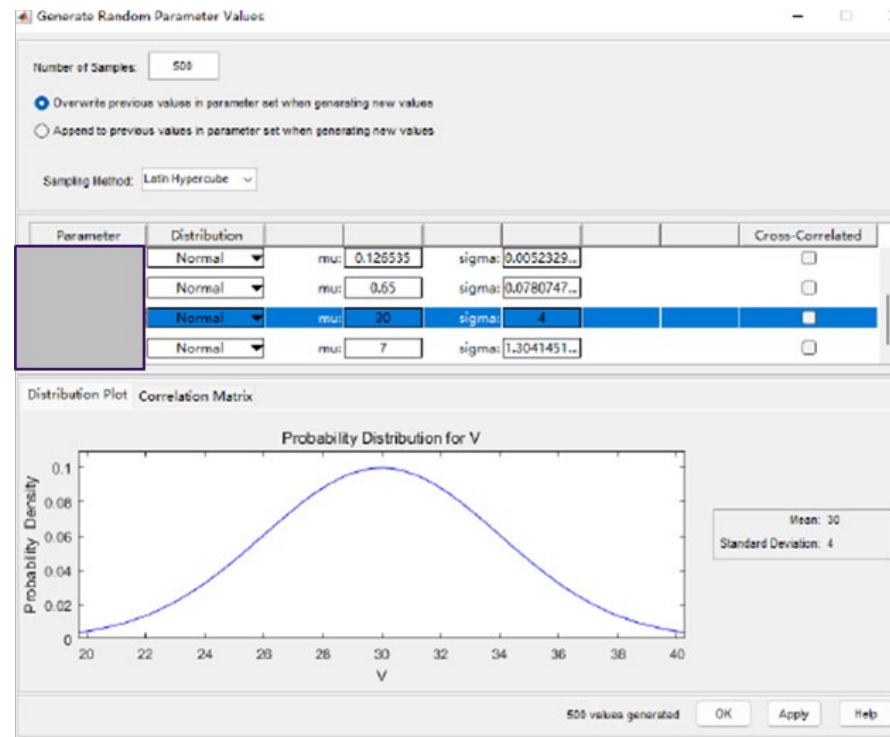 Generate Random Parameter Values
Number of Samples: 500
Overwrite previous values in parameter set when generating new values
Append to previous values in parameter set when generating new values
Sampling Method: Latin Hypercube
Parameter Distribution Cross-Correlated
Normal mu: 0.126535 sigma: 0.0052329...
Normal mu: 0.65 sigma: 0.0780747...
Normal mu: 30 sigma: 4
Normal mu: 7 sigma: 1.3041451...
Distribution Plot Correlation Matrix
Probability Distribution for V
Probability Density
0.1
0.08
0.06
0.04
0.02
0
20 22 24 26 28 30 32 34 36 38 40
V
Mean: 30
Standard Deviation: 4
500 values generated OK Apply Help